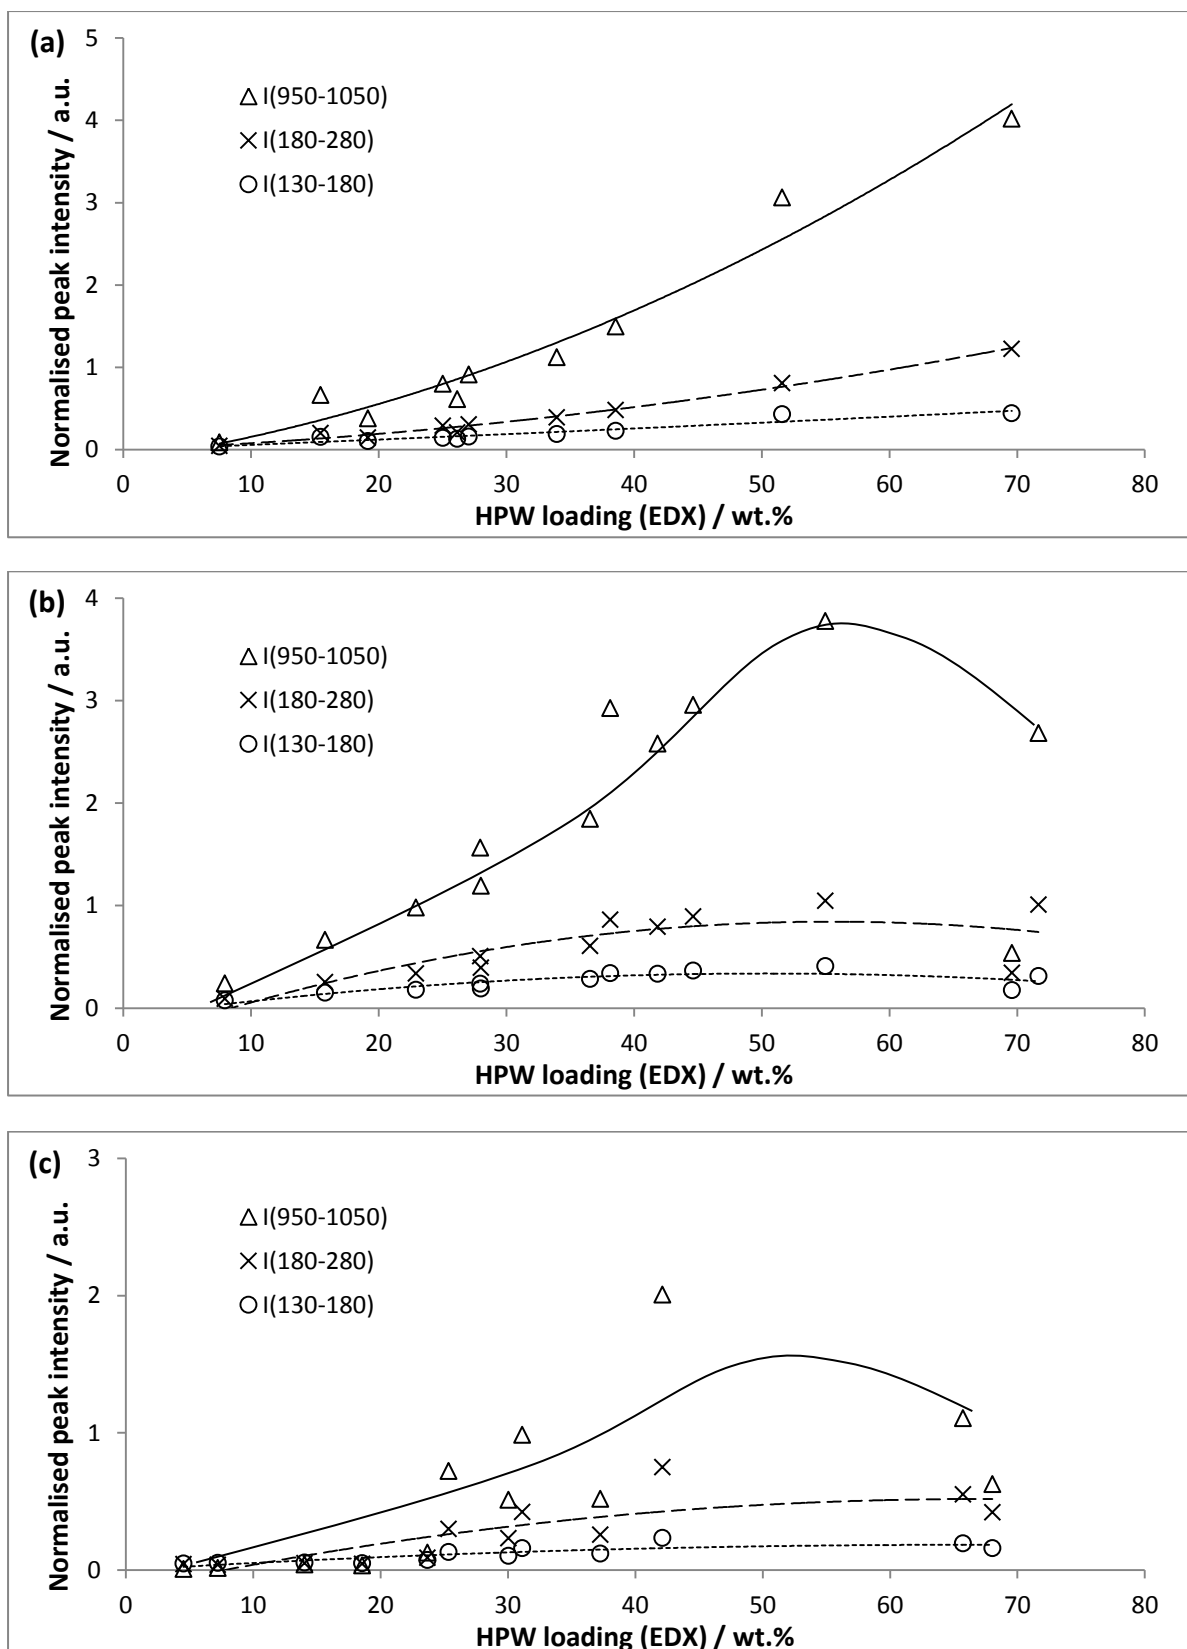 (a)
Normalised peak intensity / a.u.
5
4
3
2
1
0
I(950-1050)
I(180-280)
I(130-180)
0 10 20 30 40 50 60 70 80
HPW loading (EDX) / wt.%
(b)
Normalised peak intensity / a.u.
4
3
2
1
0
I(950-1050)
I(180-280)
I(130-180)
0 10 20 30 40 50 60 70 80
HPW loading (EDX) / wt.%
(c)
Normalised peak intensity / a.u.
3
2
1
0
I(950-1050)
I(180-280)
I(130-180)
0 10 20 30 40 50 60 70 80
HPW loading (EDX) / wt.%